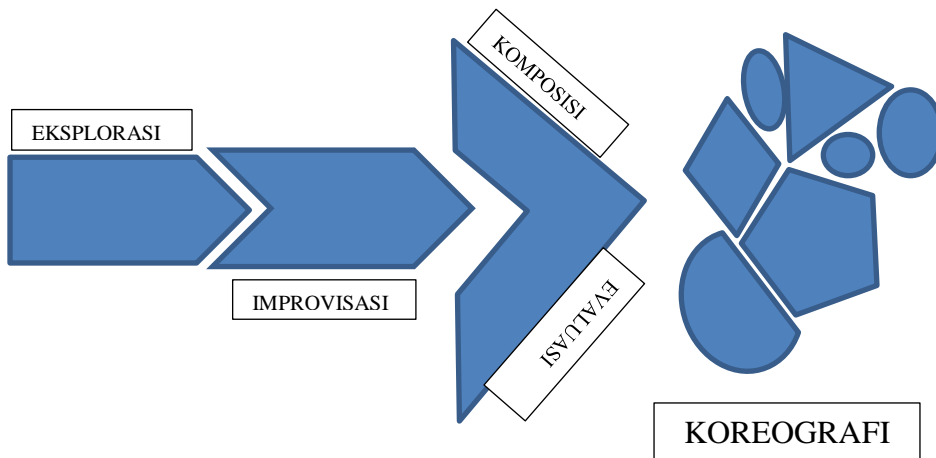 EKSPLORASI
IMPROVISASI
KOMPOSISI
EVALUASI
KOREOGRAFI